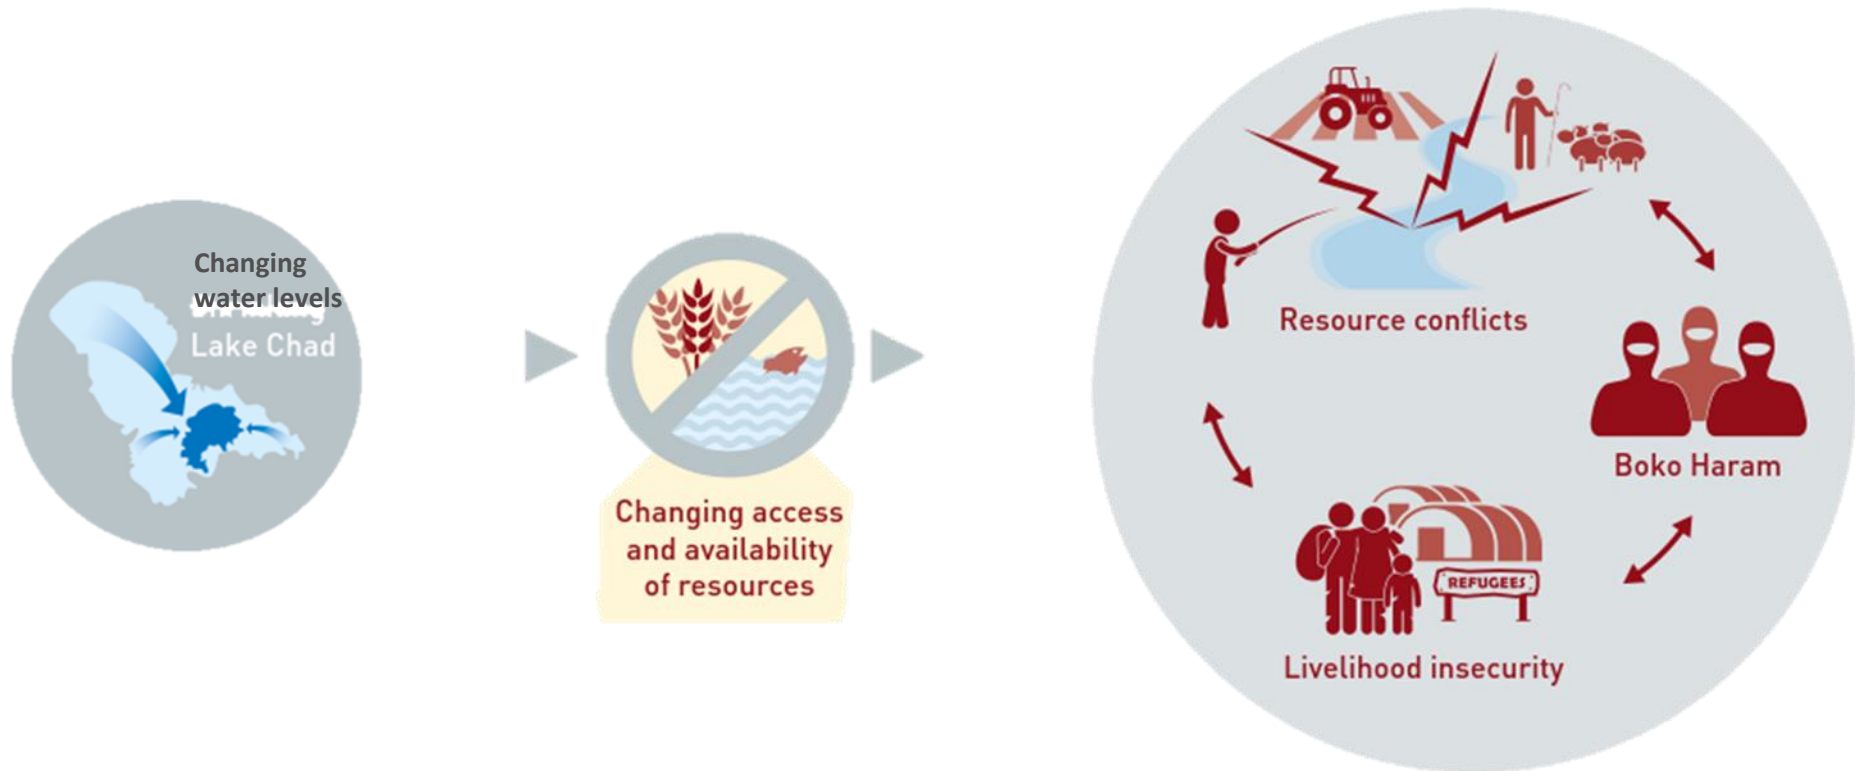 Changing
water levels
Lake Chad
Changing access
and availability
of resources
Resource conflicts
Boko Haram
REFUGEES
Livelihood insecurity